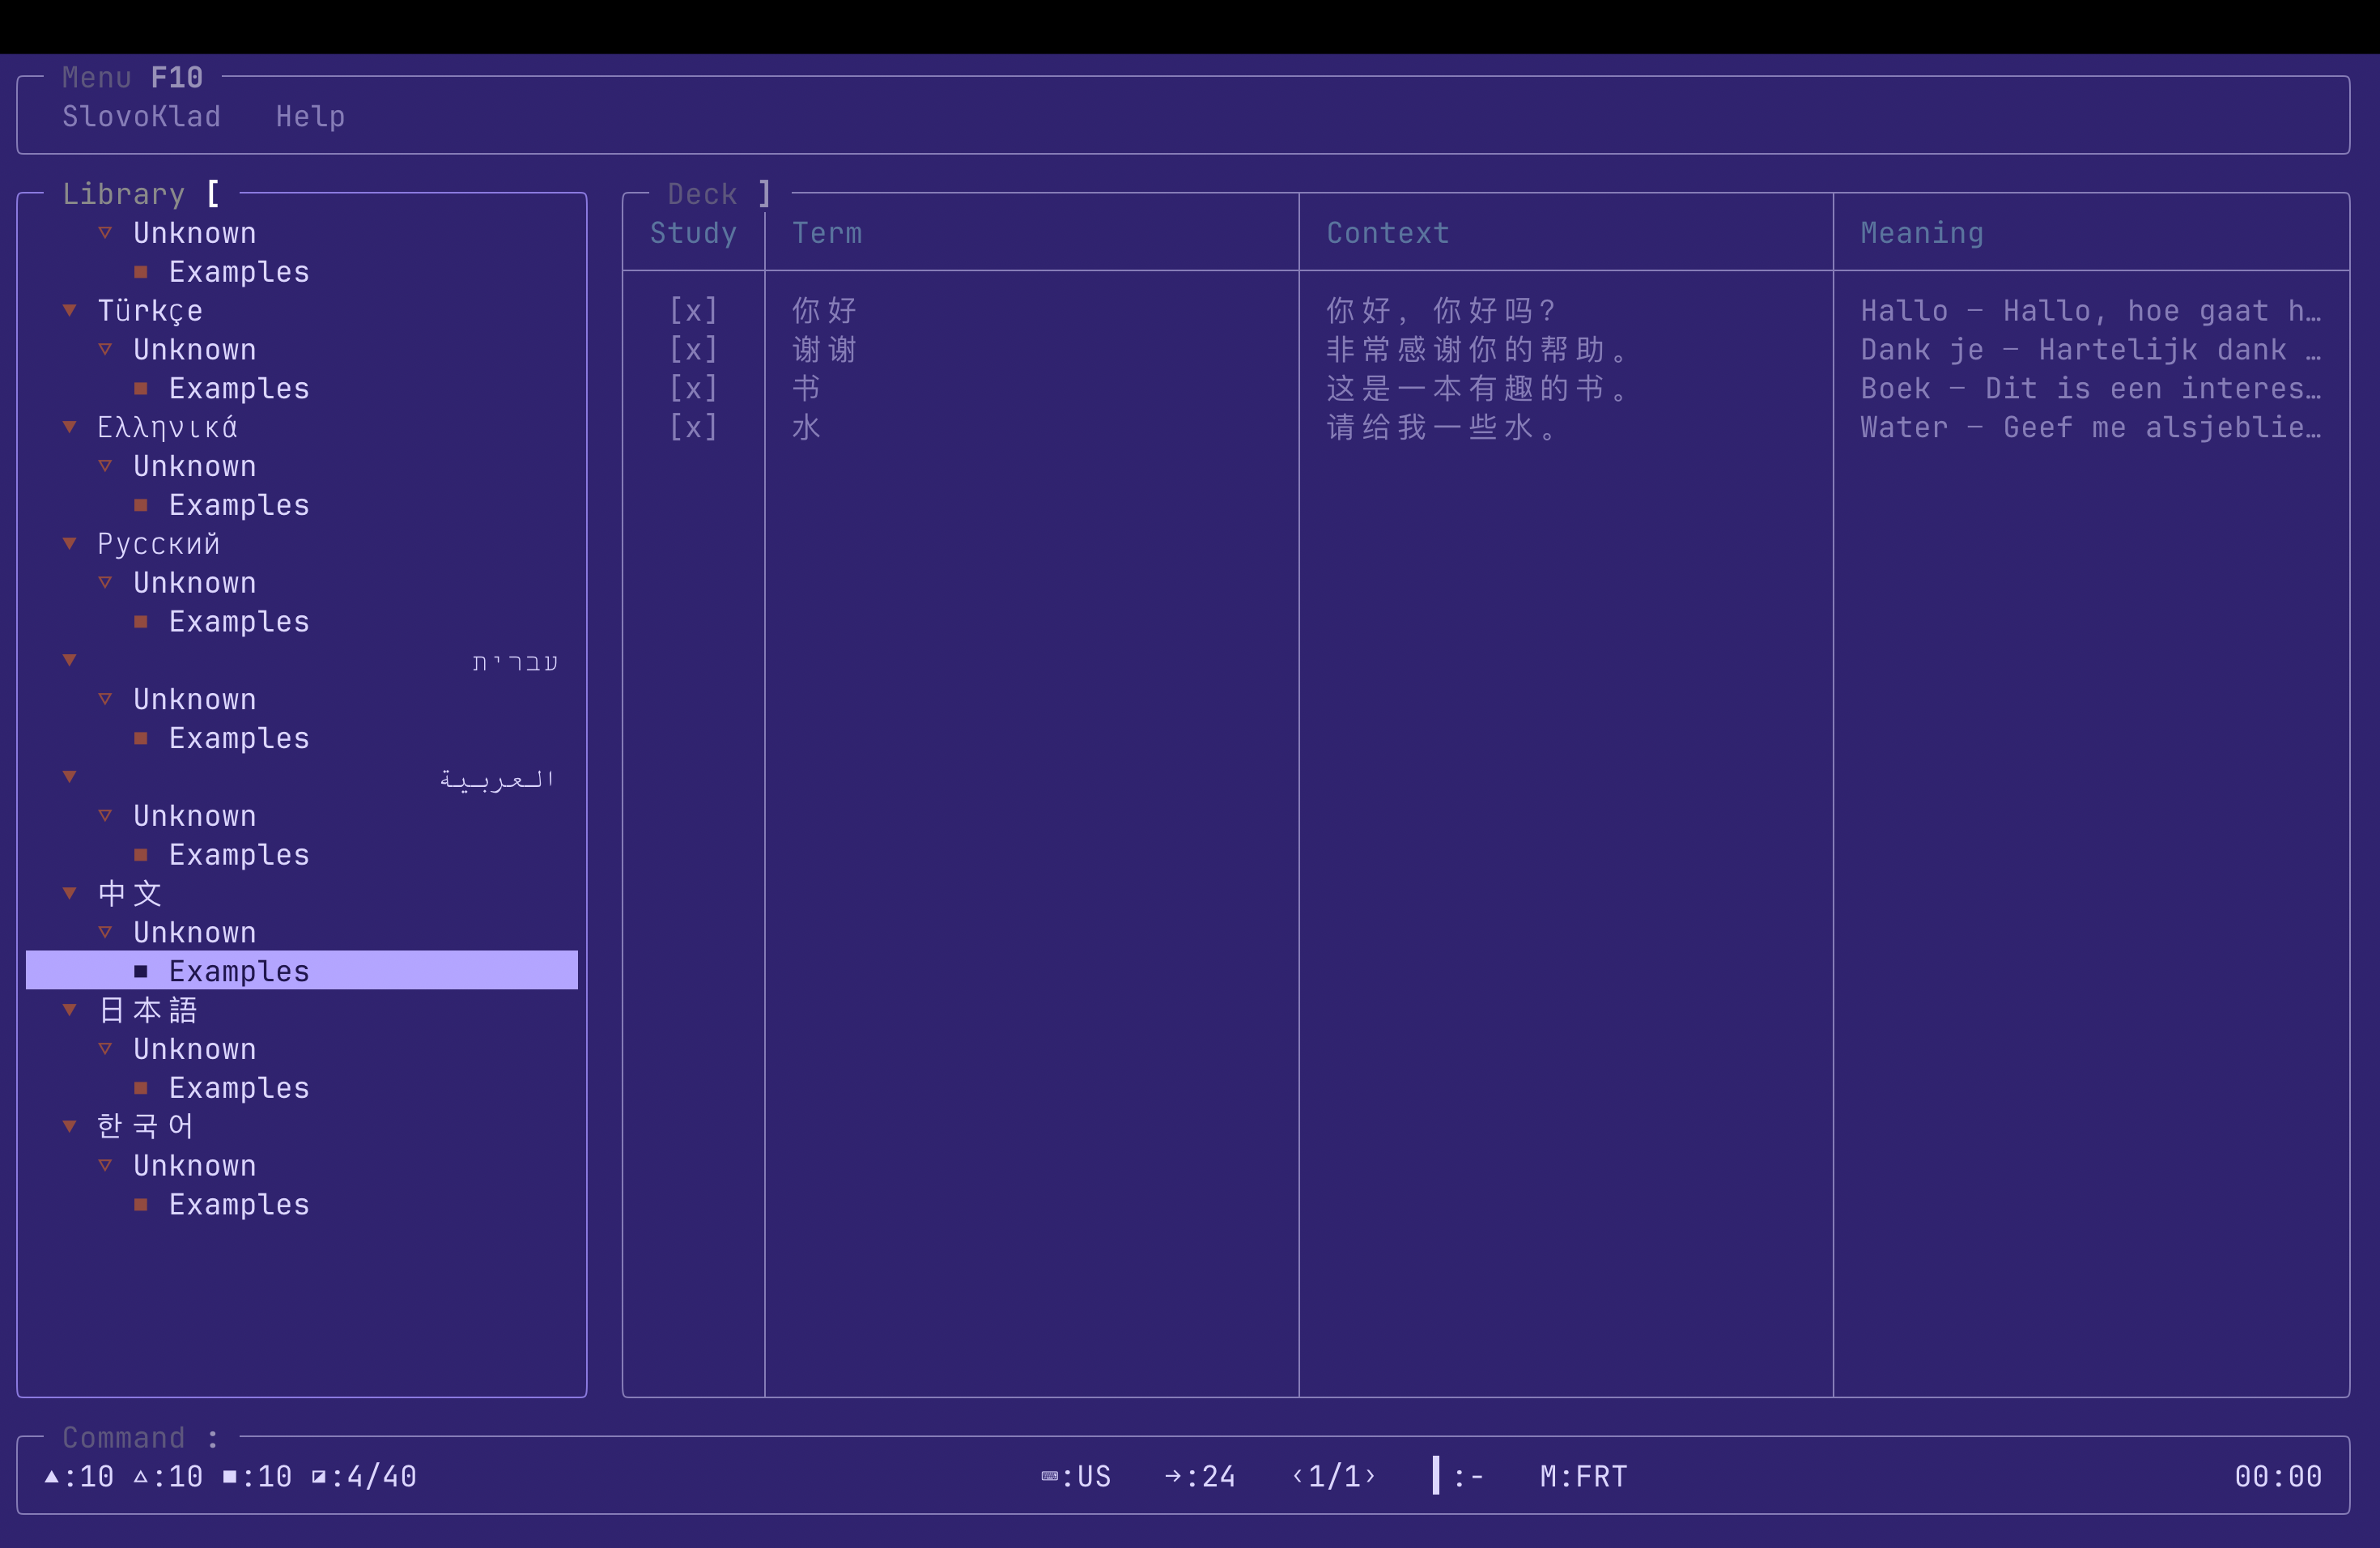 Menu F10
SlovoKlad Help
Library [
Unknown
Examples
Türkçe
Unknown
Examples
Ελληνικά
Unknown
Examples
Русский
Unknown
Examples
עברית
Unknown
Examples
العربية
Unknown
Examples
中文
Unknown
Examples
日本語
Unknown
Examples
한국어
Unknown
Examples
Deck ]
Study Term Context Meaning
[x] 你好 你好，你好吗？ Hallo — Hallo, hoe gaat h…
[x] 谢谢 非常感谢你的帮助。 Dank je — Hartelijk dank …
[x] 书 这是一本有趣的书。 Boek — Dit is een interes…
[x] 水 请给我一些水。 Water — Geef me alsjeblie…
Command :
▲:10 △:10 ■:10 ◪:4/40 ⌨:US →:24 ‹1/1› ┃:- M:FRT 00:00